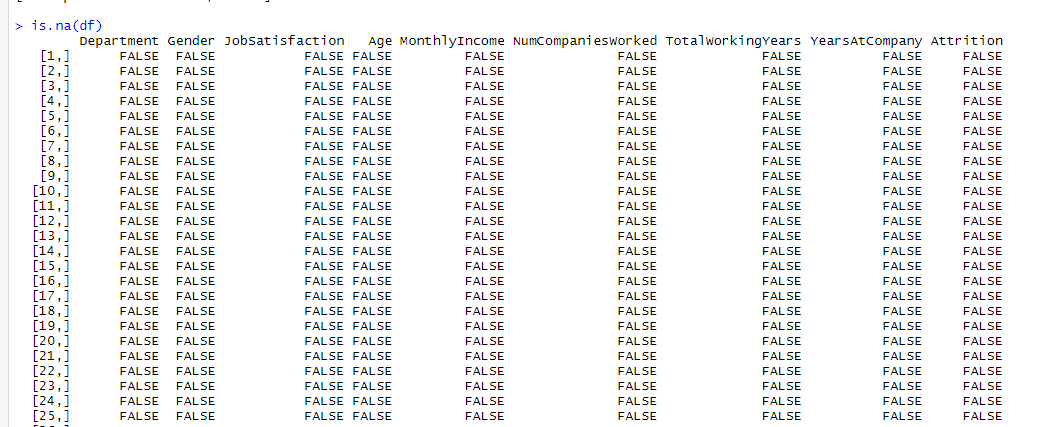 > is.na(df)
Department Gender JobSatisfaction Age MonthlyIncome NumCompaniesWorked TotalWorkingYears YearsAtCompany Attrition
[1,] FALSE FALSE FALSE FALSE FALSE FALSE FALSE FALSE FALSE
[2,] FALSE FALSE FALSE FALSE FALSE FALSE FALSE FALSE FALSE
[3,] FALSE FALSE FALSE FALSE FALSE FALSE FALSE FALSE FALSE
[4,] FALSE FALSE FALSE FALSE FALSE FALSE FALSE FALSE FALSE
[5,] FALSE FALSE FALSE FALSE FALSE FALSE FALSE FALSE FALSE
[6,] FALSE FALSE FALSE FALSE FALSE FALSE FALSE FALSE FALSE
[7,] FALSE FALSE FALSE FALSE FALSE FALSE FALSE FALSE FALSE
[8,] FALSE FALSE FALSE FALSE FALSE FALSE FALSE FALSE FALSE
[9,] FALSE FALSE FALSE FALSE FALSE FALSE FALSE FALSE FALSE
[10,] FALSE FALSE FALSE FALSE FALSE FALSE FALSE FALSE FALSE
[11,] FALSE FALSE FALSE FALSE FALSE FALSE FALSE FALSE FALSE
[12,] FALSE FALSE FALSE FALSE FALSE FALSE FALSE FALSE FALSE
[13,] FALSE FALSE FALSE FALSE FALSE FALSE FALSE FALSE FALSE
[14,] FALSE FALSE FALSE FALSE FALSE FALSE FALSE FALSE FALSE
[15,] FALSE FALSE FALSE FALSE FALSE FALSE FALSE FALSE FALSE
[16,] FALSE FALSE FALSE FALSE FALSE FALSE FALSE FALSE FALSE
[17,] FALSE FALSE FALSE FALSE FALSE FALSE FALSE FALSE FALSE
[18,] FALSE FALSE FALSE FALSE FALSE FALSE FALSE FALSE FALSE
[19,] FALSE FALSE FALSE FALSE FALSE FALSE FALSE FALSE FALSE
[20,] FALSE FALSE FALSE FALSE FALSE FALSE FALSE FALSE FALSE
[21,] FALSE FALSE FALSE FALSE FALSE FALSE FALSE FALSE FALSE
[22,] FALSE FALSE FALSE FALSE FALSE FALSE FALSE FALSE FALSE
[23,] FALSE FALSE FALSE FALSE FALSE FALSE FALSE FALSE FALSE
[24,] FALSE FALSE FALSE FALSE FALSE FALSE FALSE FALSE FALSE
[25,] FALSE FALSE FALSE FALSE FALSE FALSE FALSE FALSE FALSE